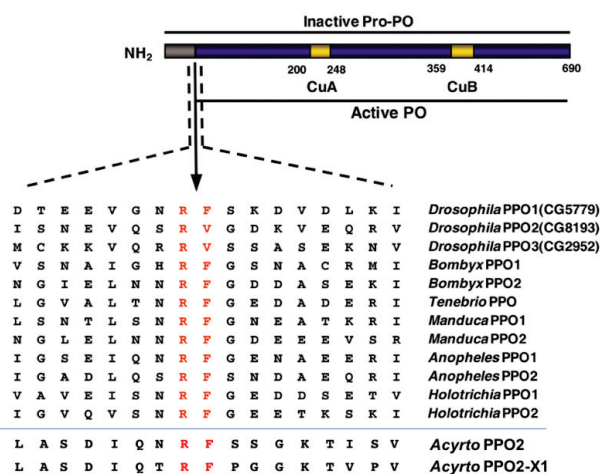 Inactive Pro-PO
NH2
200 248 359 414 690
CuA CuB
Active PO
D T E E V G N R F S K D V D L K I Drosophila PPO1(CG5779)
I S N E V Q S R V G D K V E Q R V Drosophila PPO2(CG8193)
M C K K V Q R R V S S A S E K N V Drosophila PPO3(CG2952)
V S N A I G H R F G S N A C R M I Bombyx PPO1
N G I E L N N R F G D D A S E K I Bombyx PPO2
L G V A L T N R F G E D A D E R I Tenebrio PPO
L S N T L S N R F G N E A T K R I Manduca PPO1
N G L E L N N R F G D E E E V S R Manduca PPO2
I G S E I Q N R F G E N A E E R I Anopheles PPO1
I G A D L Q S R F S N D A E Q R I Anopheles PPO2
V A V E I S N R F G E D D S E T V Holotrichia PPO1
I G V Q V S N R F G E E T K S K I Holotrichia PPO2
L A S D I Q N R F S S G K T I S V Acyrto PPO2
L A S D I Q T R F P G G K T V P V Acyrto PPO2-X1